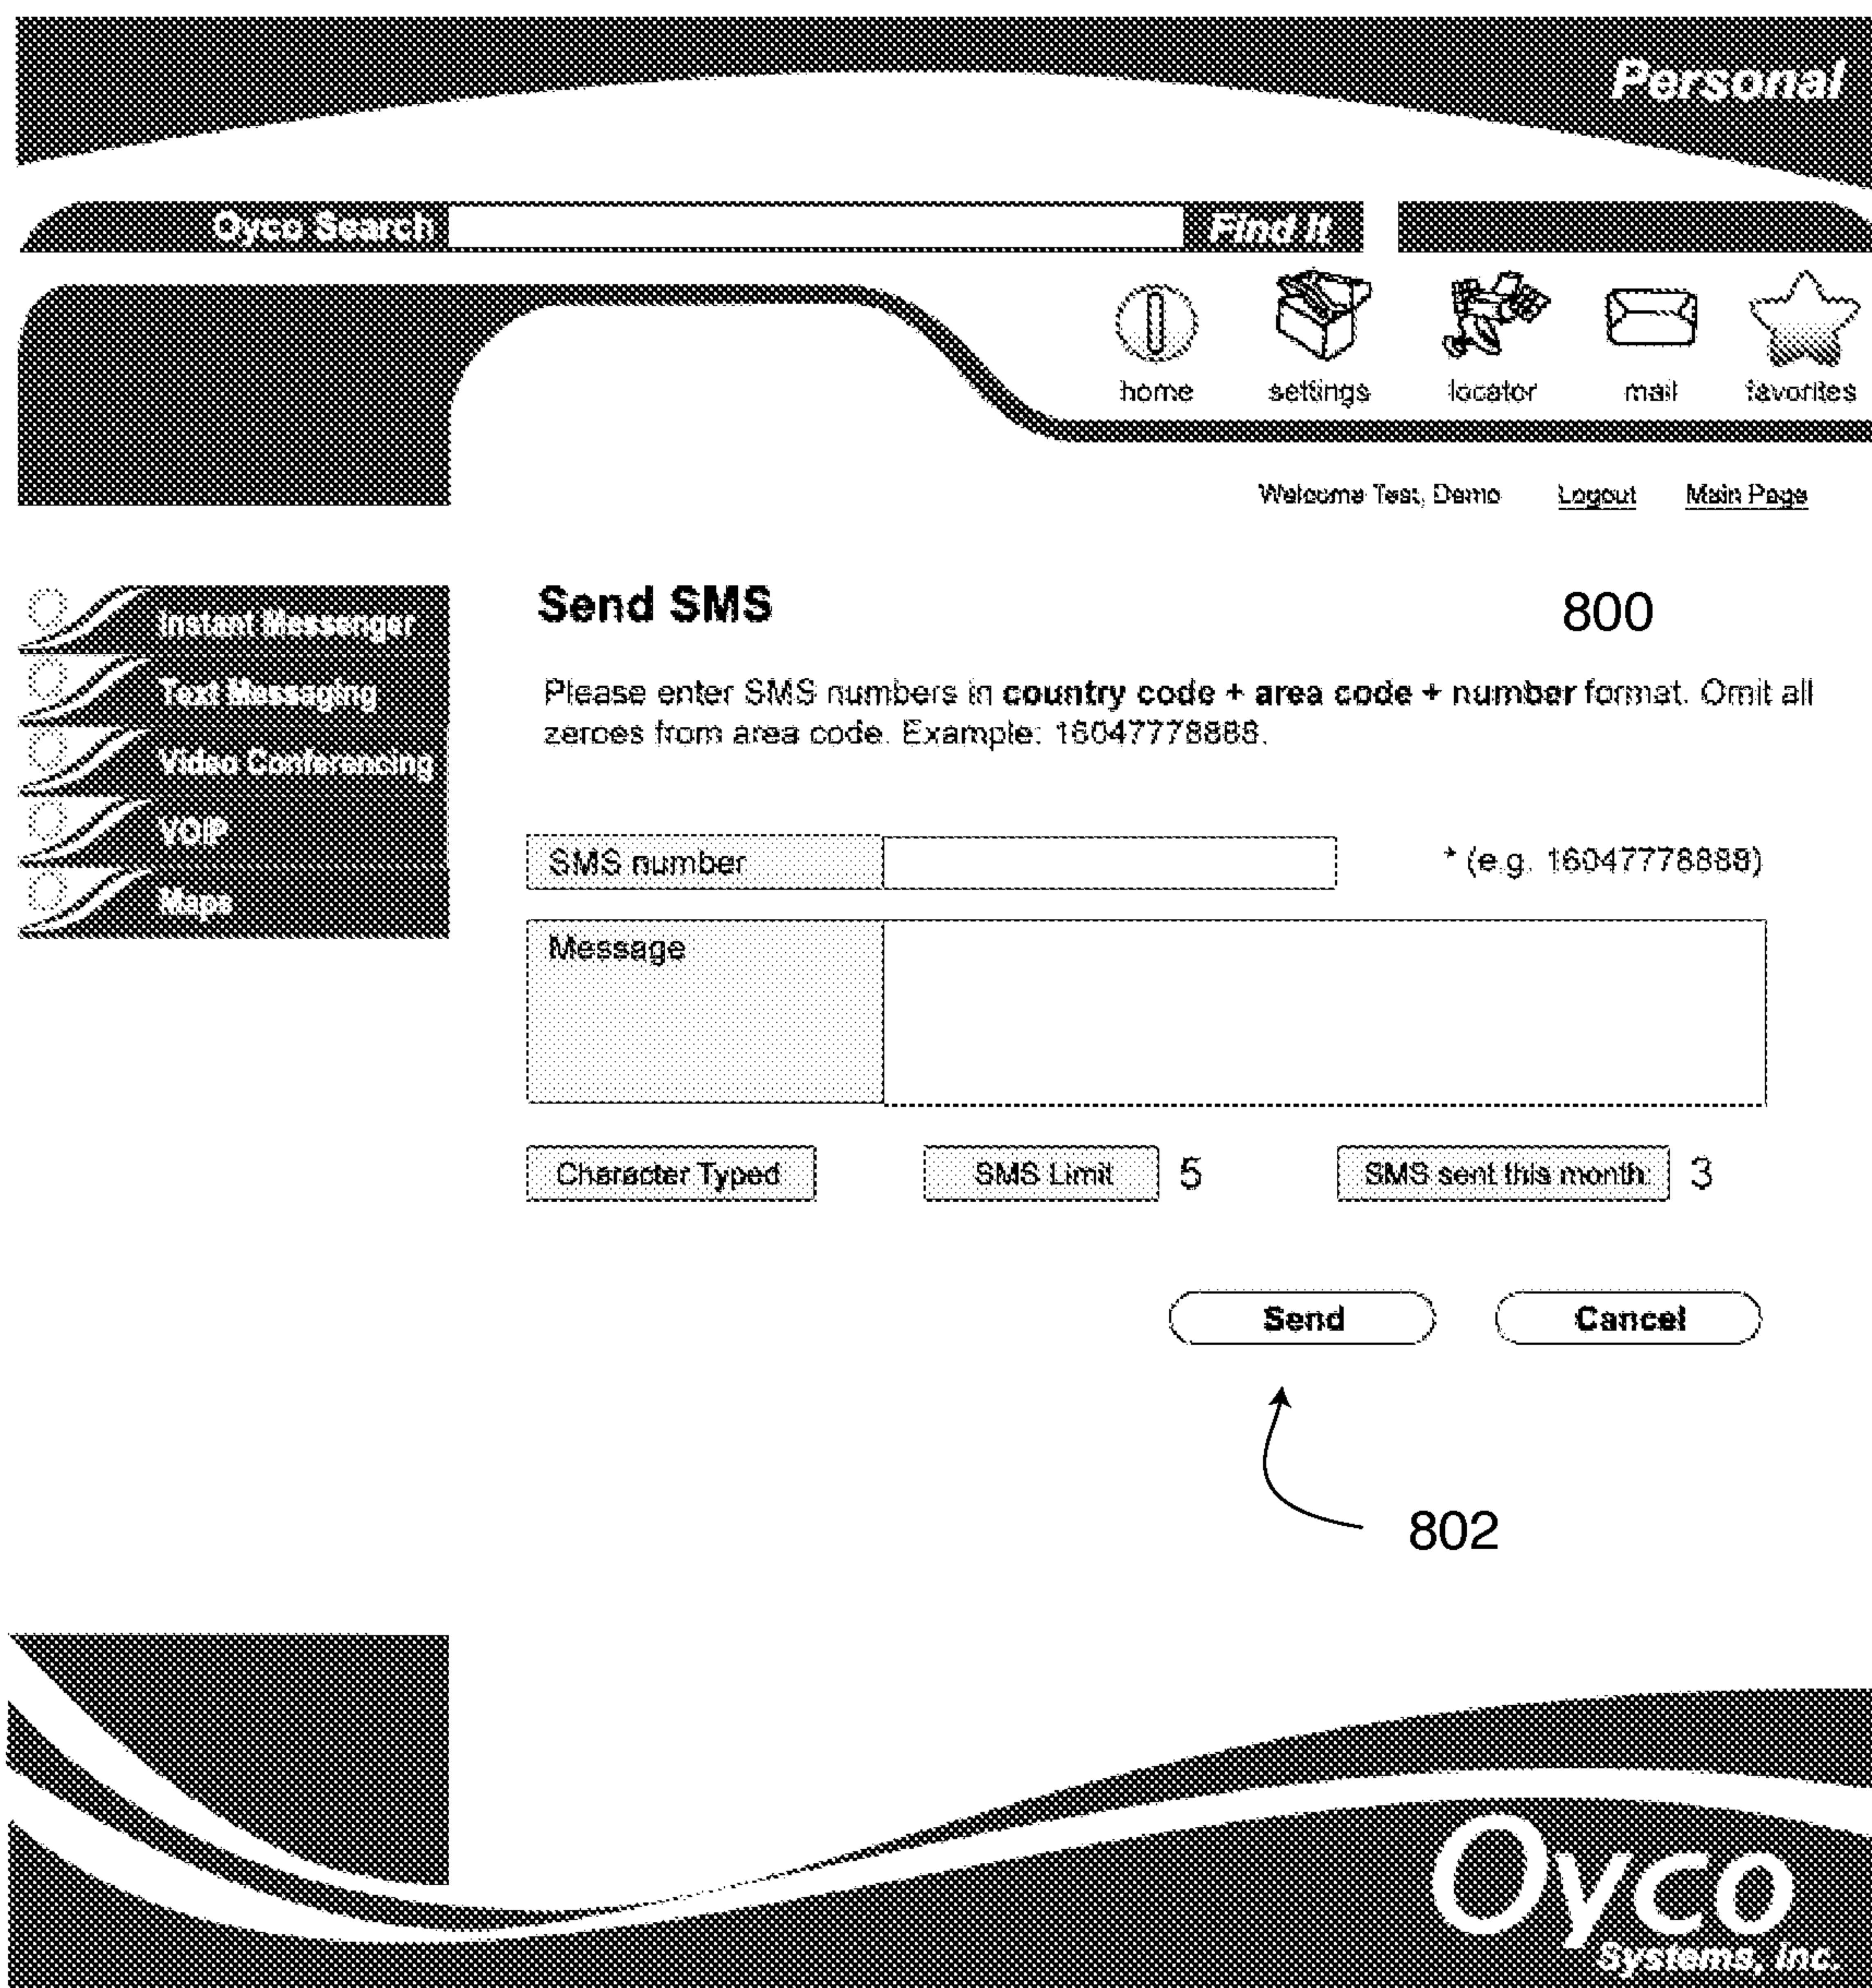 Personal
Oyco Search Find It
home settings locator mail favorites
Welcome Test, Demo Logout Main Page
Instant Messenger
Text Messaging
Video Conferencing
VOIP
Maps
Send SMS 800
Please enter SMS numbers in country code + area code + number format. Omit all
zeroes from area code. Example: 16047778888.
SMS number * (e.g. 16047778888)
Message
Character Typed SMS Limit 5 SMS sent this month: 3
Send Cancel
802
Oyco
Systems, Inc.